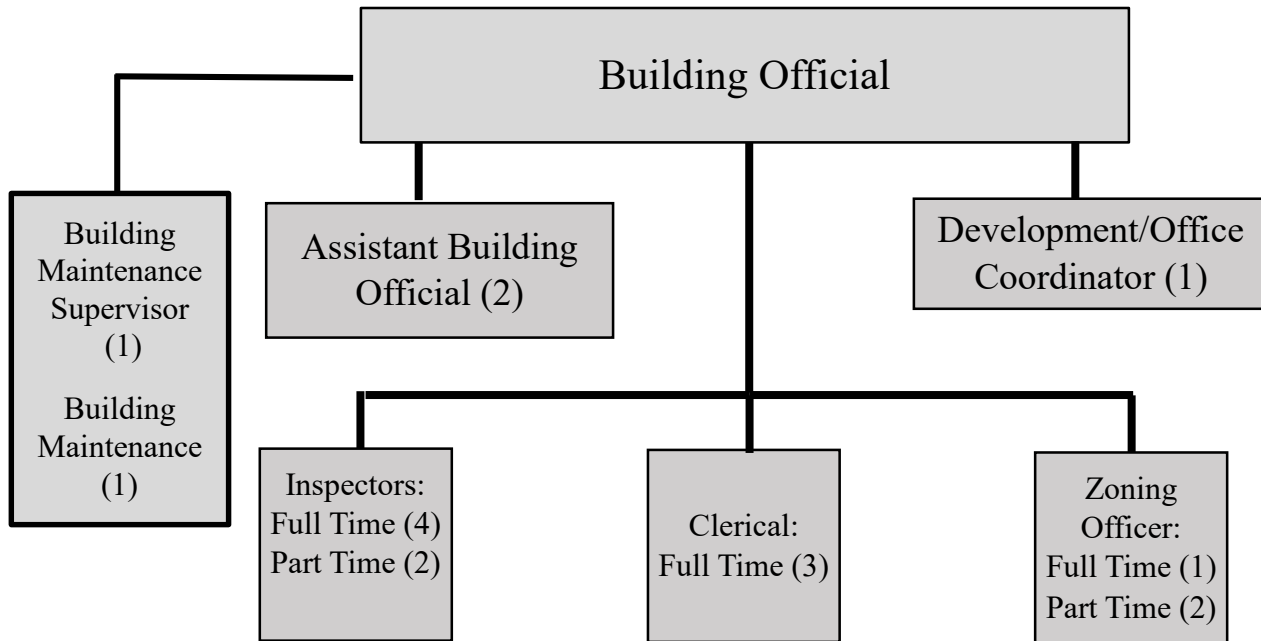 Building Official
Building
Maintenance
Supervisor
(1)
Building
Maintenance
(1)
Assistant Building
Official (2)
Development/Office
Coordinator (1)
Inspectors:
Full Time (4)
Part Time (2)
Clerical:
Full Time (3)
Zoning
Officer:
Full Time (1)
Part Time (2)